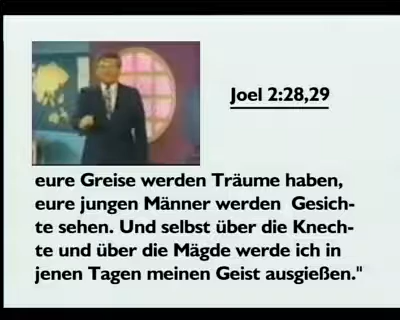 Joel 2:28,29
eure Greise werden Träume haben,
eure jungen Männer werden  Gesich-
te sehen. Und selbst über die Knech-
te und über die Mägde werde ich in
jenen Tagen meinen Geist ausgießen."